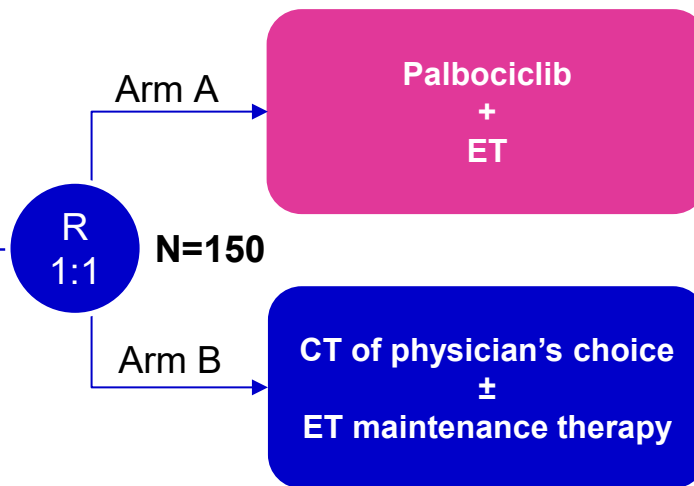 Arm A
Palbociclib
+
ET
R
1:1
N=150
Arm B
CT of physician’s choice
±
ET maintenance therapy